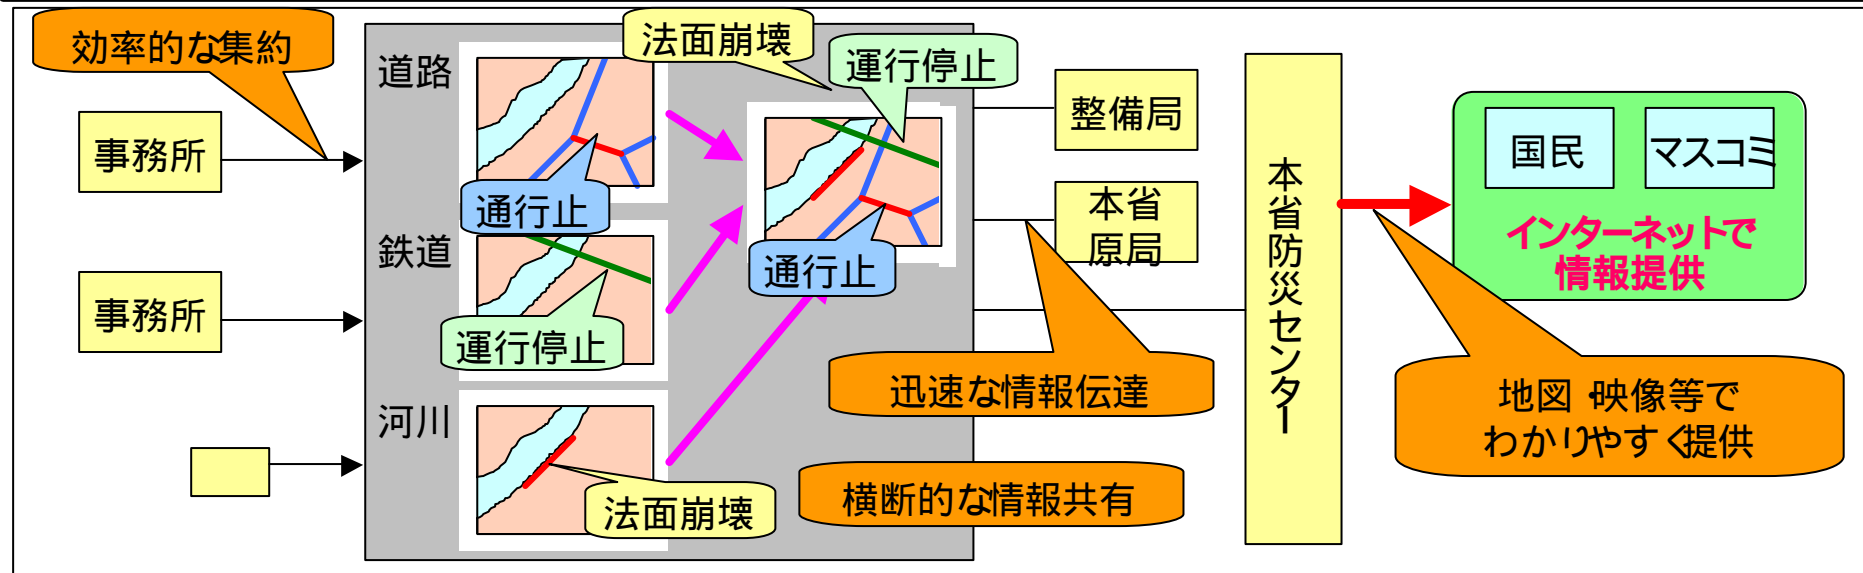 効率的な集約
事務所
事務所
道路
通行止
鉄道
運行停止
河川
法面崩壊
法面崩壊
運行停止
通行止
横断的な情報共有
迅速な情報伝達
整備局
本省
原局
本省防災センター
国民
マスコミ
インターネットで
情報提供
地図・映像等で
わかりやすく提供